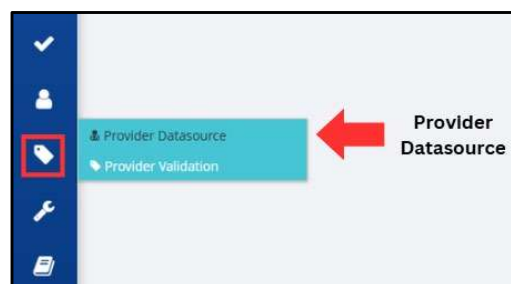 Provider Datasource
Provider Validation
Provider
Datasource